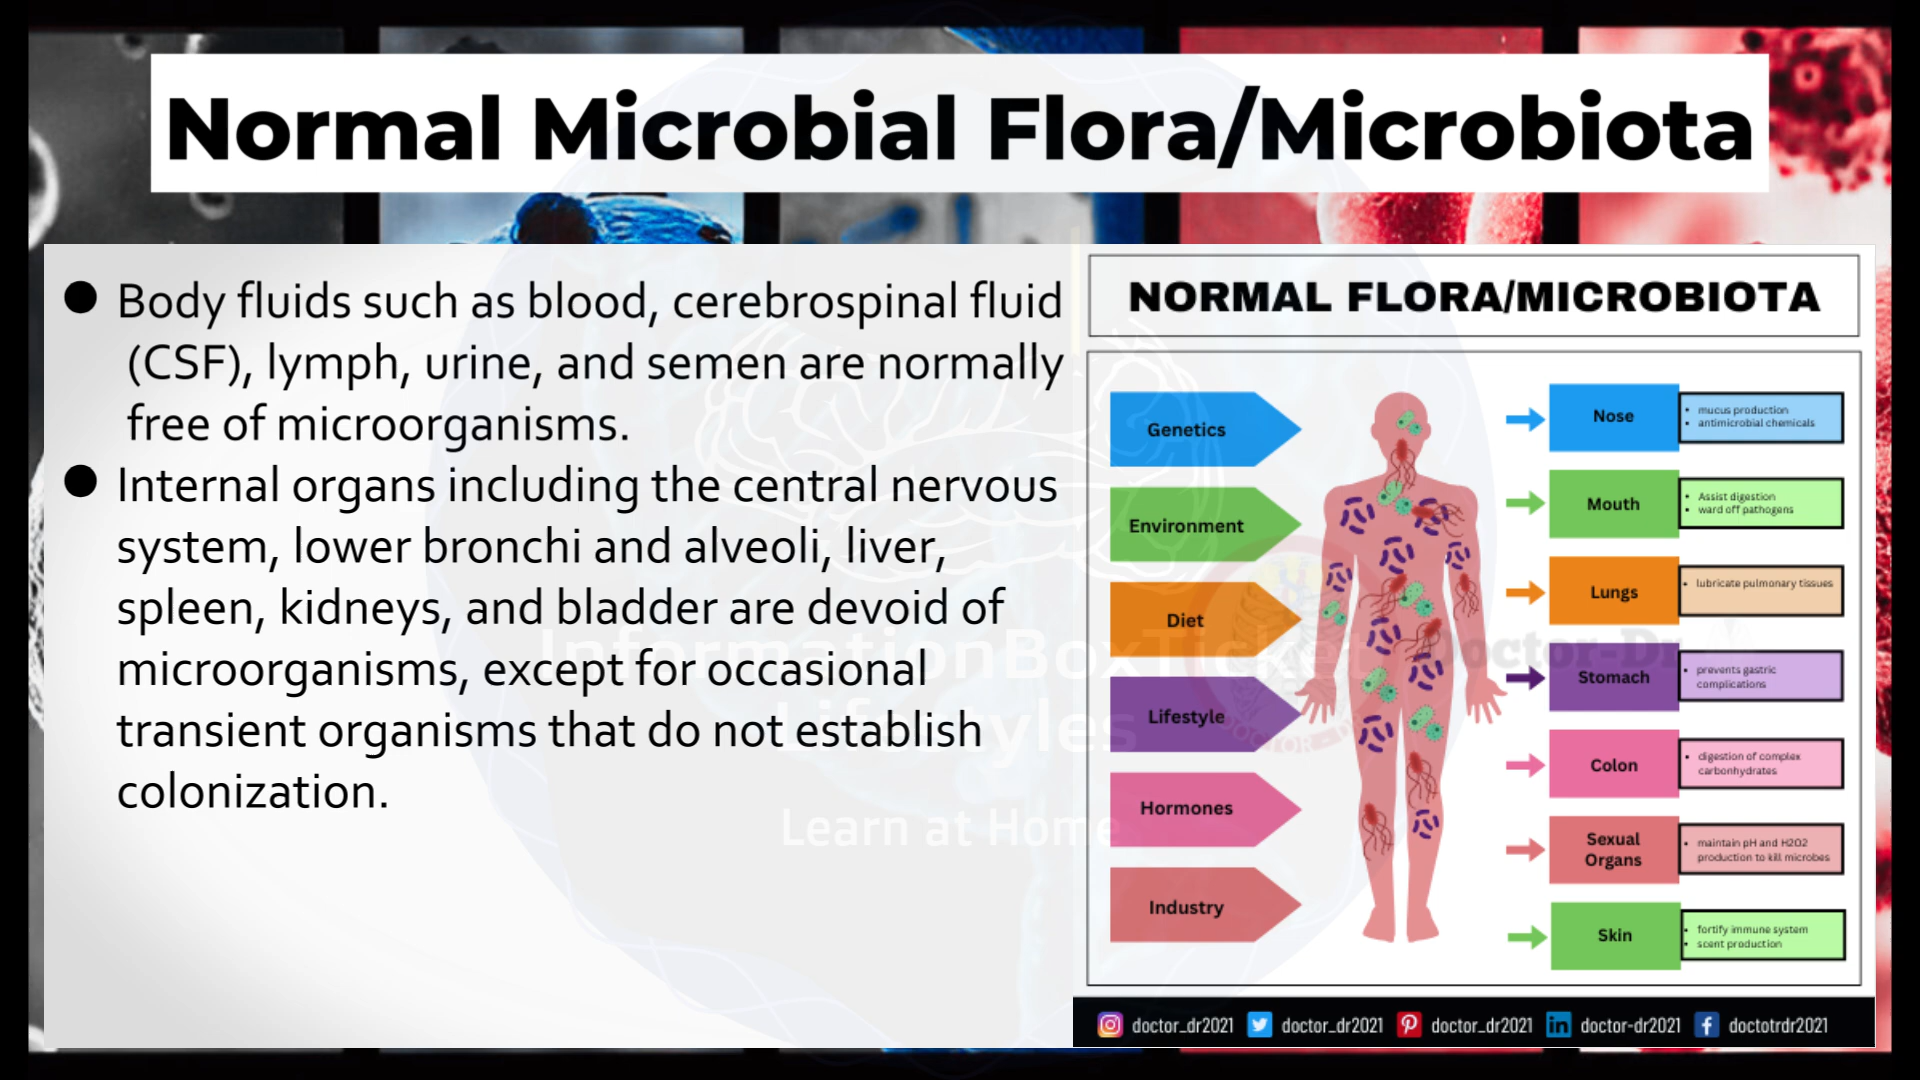 Normal Microbial Flora/Microbiota
● Body fluids such as blood, cerebrospinal fluid
(CSF), lymph, urine, and semen are normally
free of microorganisms.
● Internal organs including the central nervous
system, lower bronchi and alveoli, liver,
spleen, kidneys, and bladder are devoid of
microorganisms, except for occasional
transient organisms that do not establish
colonization.
InformationBoxTicket
Lifestyles
Learn at Home
NORMAL FLORA/MICROBIOTA
Genetics
Environment
Diet
Lifestyle
Hormones
Industry
Nose
• mucus production
• antimicrobial chemicals
Mouth
• Assist digestion
• ward off pathogens
Lungs
• lubricate pulmonary tissues
Stomach
• prevents gastric
complications
Colon
• digestion of complex
carbonhydrates
Sexual
Organs
• maintain pH and H2O2
production to kill microbes
Skin
• fortify immune system
• scent production
Doctor-Dr
doctor_dr2021 doctor_dr2021 doctor_dr2021 doctor-dr2021 doctotrdr2021